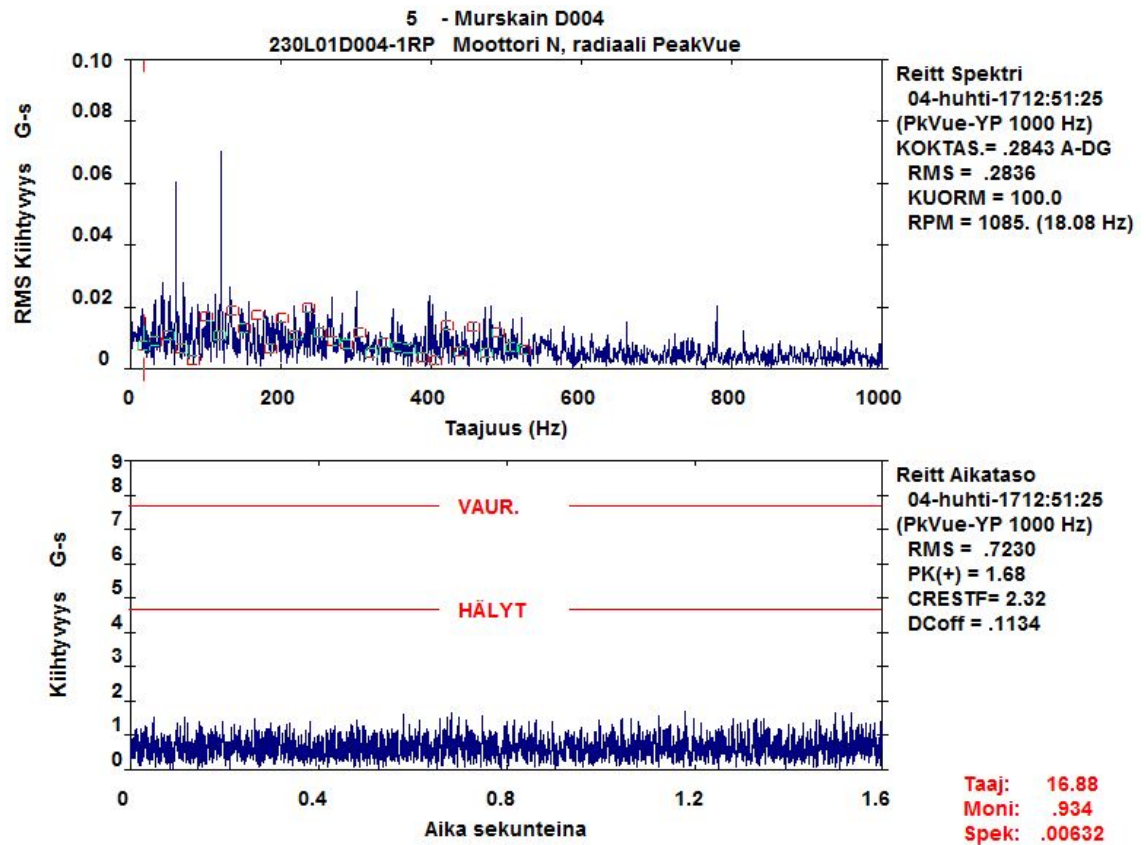 5 - Murskain D004
230L01D004-1RP Moottori N, radiaali PeakVue
RMS Kiihtyvyys G-s
0.10
0.08
0.06
0.04
0.02
0
0 200 400 600 800 1000
Taajuus (Hz)
Reitt Spektri
04-huhti-1712:51:25
(PkVue-YP 1000 Hz)
KOKTAS.= .2843 A-DG
RMS = .2836
KUORM = 100.0
RPM = 1085. (18.08 Hz)
Kiihtyvyys G-s
9
8
7
6
5
4
3
2
1
0
VAUR.
HÄLYT
0 0.4 0.8 1.2 1.6
Aika sekunteina
Reitt Aikataso
04-huhti-1712:51:25
(PkVue-YP 1000 Hz)
RMS = .7230
PK(+) = 1.68
CRESTF= 2.32
DCoff = .1134
Taaj: 16.88
Moni: .934
Spek: .00632